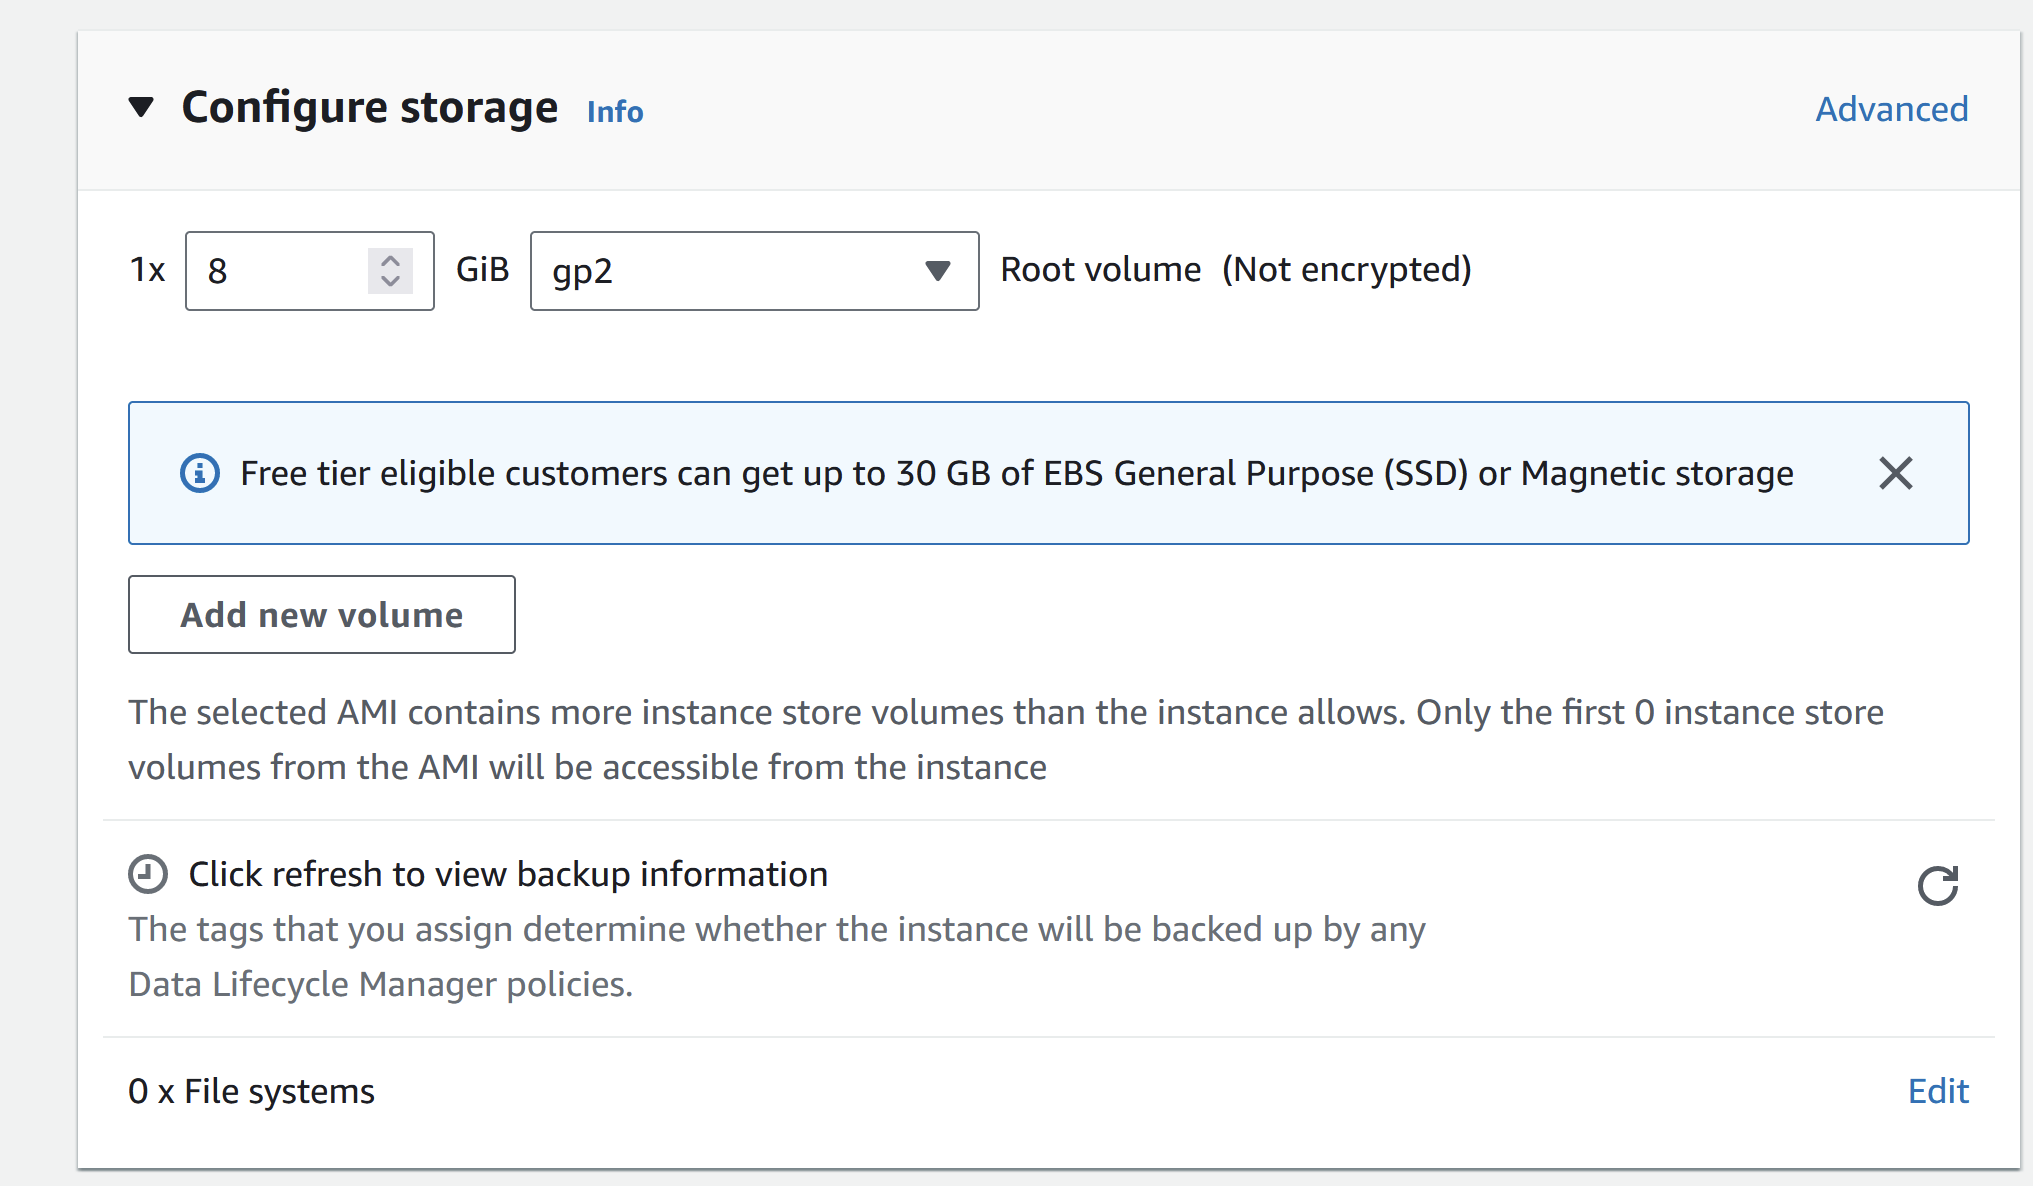 Configure storage Info Advanced
1x 8 GiB gp2 Root volume (Not encrypted)
Free tier eligible customers can get up to 30 GB of EBS General Purpose (SSD) or Magnetic storage
Add new volume
The selected AMI contains more instance store volumes than the instance allows. Only the first 0 instance store
volumes from the AMI will be accessible from the instance
Click refresh to view backup information
The tags that you assign determine whether the instance will be backed up by any
Data Lifecycle Manager policies.
0 x File systems Edit